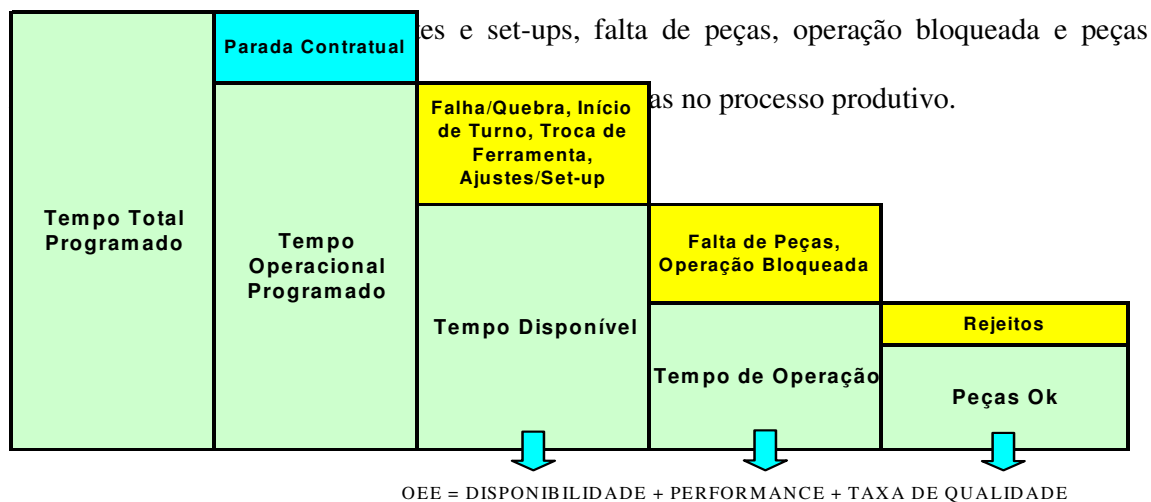 e set-ups, falta de peças, operação bloqueada e peças
no processo produtivo.
Parada Contratual
Falha/Quebra, Início
de Turno, Troca de
Ferramenta,
Ajustes/Set-up
Tempo Total
Programado
Tempo
Operacional
Programado
Falta de Peças,
Operação Bloqueada
Tempo Disponível
Rejeitos
Tempo de Operação
Peças Ok
OEE = DISPONIBILIDADE + PERFORMANCE + TAXA DE QUALIDADE